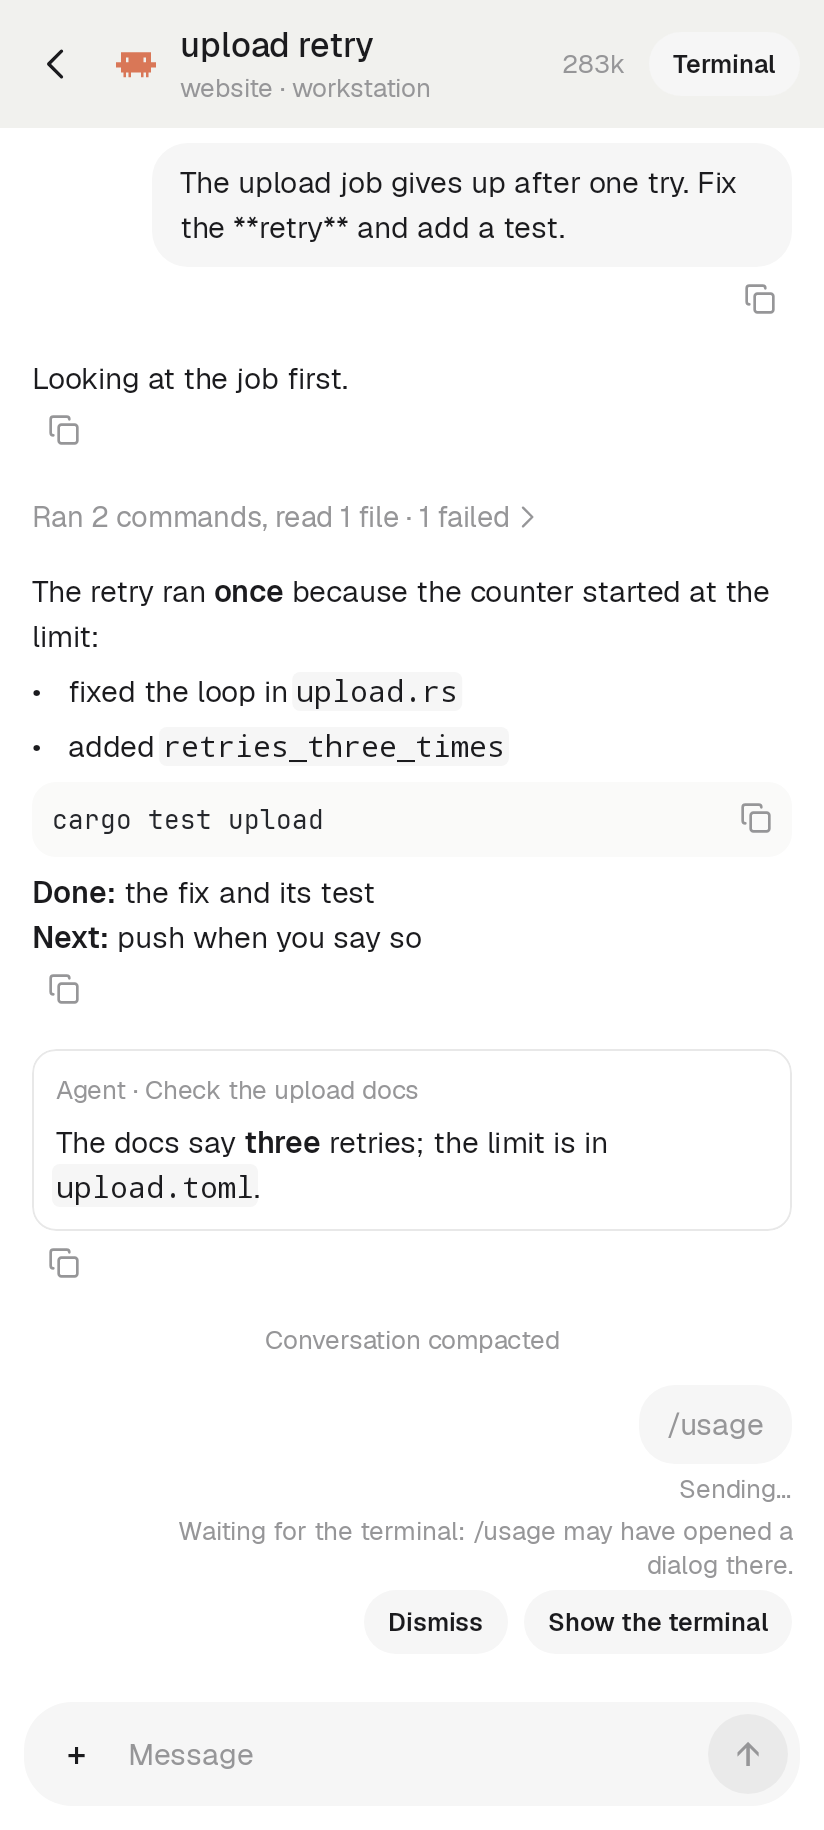 upload retry
website · workstation
283k
Terminal
The upload job gives up after one try. Fix
the **retry** and add a test.
Looking at the job first.
Ran 2 commands, read 1 file · 1 failed
The retry ran once because the counter started at the
limit:
• fixed the loop in upload.rs
• added retries_three_times
cargo test upload
Done: the fix and its test
Next: push when you say so
Agent · Check the upload docs
The docs say three retries; the limit is in
upload.toml.
Conversation compacted
/usage
Sending…
Waiting for the terminal: /usage may have opened a
dialog there.
Dismiss
Show the terminal
+ Message